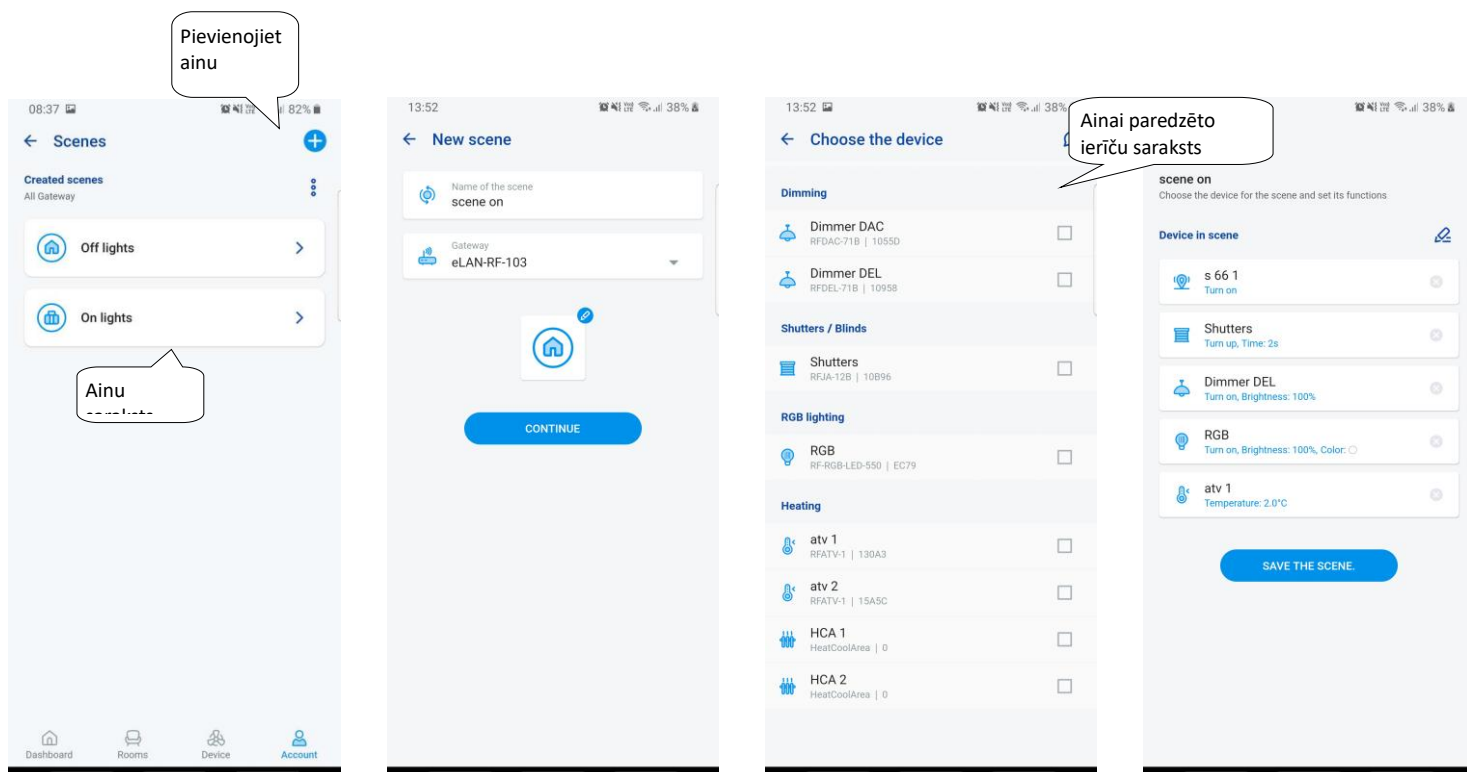 Pievienojiet
ainu
08:37
82%
Scenes
Created scenes
All Gateway
Off lights
On lights
Ainu
Dashboard
Rooms
Device
Account
13:52
38%
New scene
Name of the scene
scene on
Gateway
eLAN-RF-103
CONTINUE
13:52
38%
Choose the device
Ainai paredzēto
ierīču saraksts
Dimming
Dimmer DAC
RFDAC-71B | 1055D
Dimmer DEL
RFDEL-71B | 10958
Shutters / Blinds
Shutters
RFJA-12B | 10B96
RGB lighting
RGB
RF-RGB-LED-550 | EC79
Heating
atv 1
RFATV-1 | 130A3
atv 2
RFATV-1 | 15A5C
HCA 1
HeatCoolArea | 0
HCA 2
HeatCoolArea | 0
38%
scene on
Choose the device for the scene and set its functions
Device in scene
s 66 1
Turn on
Shutters
Turn up, Time: 2s
Dimmer DEL
Turn on, Brightness: 100%
RGB
Turn on, Brightness: 100%, Color:
atv 1
Temperature: 2.0°C
SAVE THE SCENE.